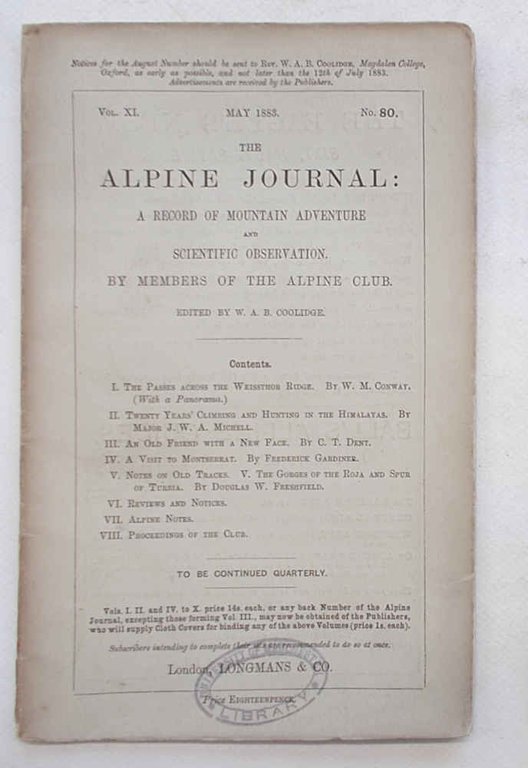 Notices for the August Number should be sent to Rev. W. A. B. Coolidge, Magdalen College,
Oxford, as early as possible, and not later than the 12th of July 1883.
Advertisements are received by the Publishers.
Vol. XI. MAY 1883. No. 80.
THE
ALPINE JOURNAL:
A RECORD OF MOUNTAIN ADVENTURE
AND
SCIENTIFIC OBSERVATION.
BY MEMBERS OF THE ALPINE CLUB.
EDITED BY W. A. B. COOLIDGE.
Contents.
I. The Passes across the Weissthor Ridge. By W. M. Conway.
(With a Panorama.)
II. Twenty Years' Climbing and Hunting in the Himalayas. By
Major J. W. A. Michell.
III. An Old Friend with a New Face. By C. T. Dent.
IV. A Visit to Montserrat. By Frederick Gardiner.
V. Notes on Old Tracks. V. The Gorges of the Roja and Spur
of Turbia. By Douglas W. Freshfield.
VI. Reviews and Notices.
VII. Alpine Notes.
VIII. Proceedings of the Club.
TO BE CONTINUED QUARTERLY.
Vols. I. II. and IV. to X. price 14s. each, or any back Number of the Alpine
Journal, excepting those forming Vol III., may now be obtained of the Publishers,
who will supply Cloth Covers for binding any of the above Volumes (price 1s. each).
Subscribers intending to complete their sets are recommended to do so at once.
London, LONGMANS & CO.
Price Eighteenpence.
LIBRARY